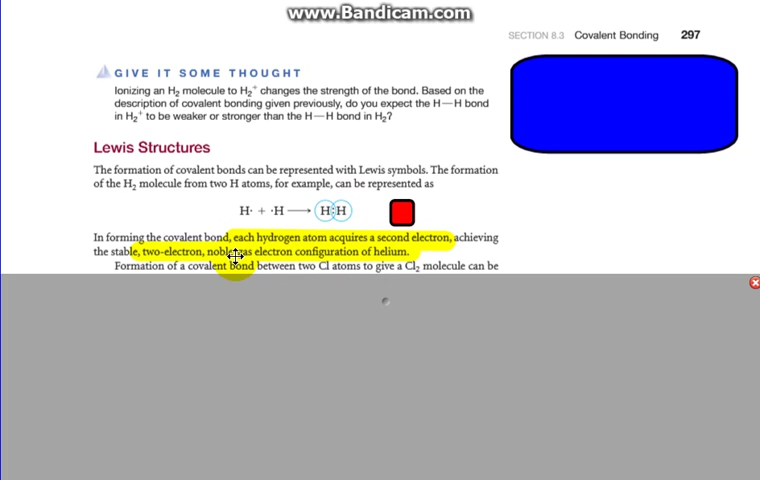 www.Bandicam.com
SECTION 8.3 Covalent Bonding 297
GIVE IT SOME THOUGHT
Ionizing an H₂ molecule to H₂⁺ changes the strength of the bond. Based on the
description of covalent bonding given previously, do you expect the H—H bond
in H₂⁺ to be weaker or stronger than the H—H bond in H₂?
Lewis Structures
The formation of covalent bonds can be represented with Lewis symbols. The formation
of the H₂ molecule from two H atoms, for example, can be represented as
H· + ·H ⟶ H:H
In forming the covalent bond, each hydrogen atom acquires a second electron, achieving
the stable, two-electron, noble-gas electron configuration of helium.
Formation of a covalent bond between two Cl atoms to give a Cl₂ molecule can be